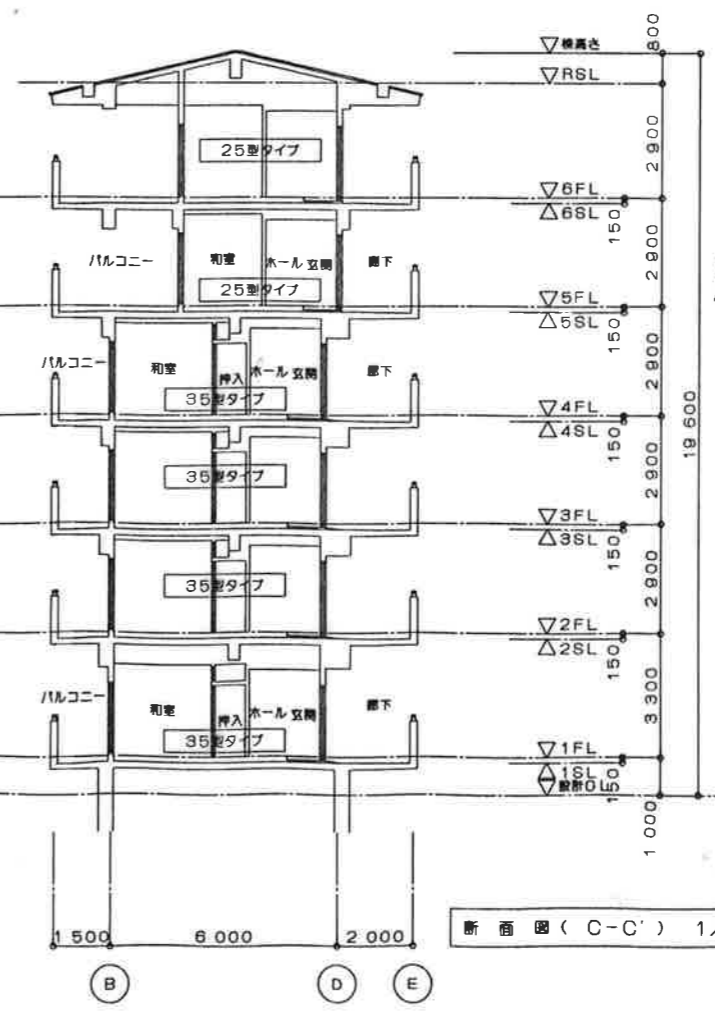 ▽棟高さ
800
▽RSL
2 900
25型タイプ
▽6FL
△6SL
150
2 900
バルコニー
和室
ホール
玄関
廊下
25型タイプ
▽5FL
△5SL
150
2 900
バルコニー
和室
押入
ホール
玄関
廊下
35型タイプ
▽4FL
△4SL
150
19 600
2 900
35型タイプ
▽3FL
△3SL
150
2 900
35型タイプ
▽2FL
△2SL
150
3 300
バルコニー
和室
押入
ホール
玄関
廊下
35型タイプ
▽1FL
△1SL
150
▽設計GL
1 000
1 500
6 000
2 000
断面図( C-C' ) 1/
B
D
E